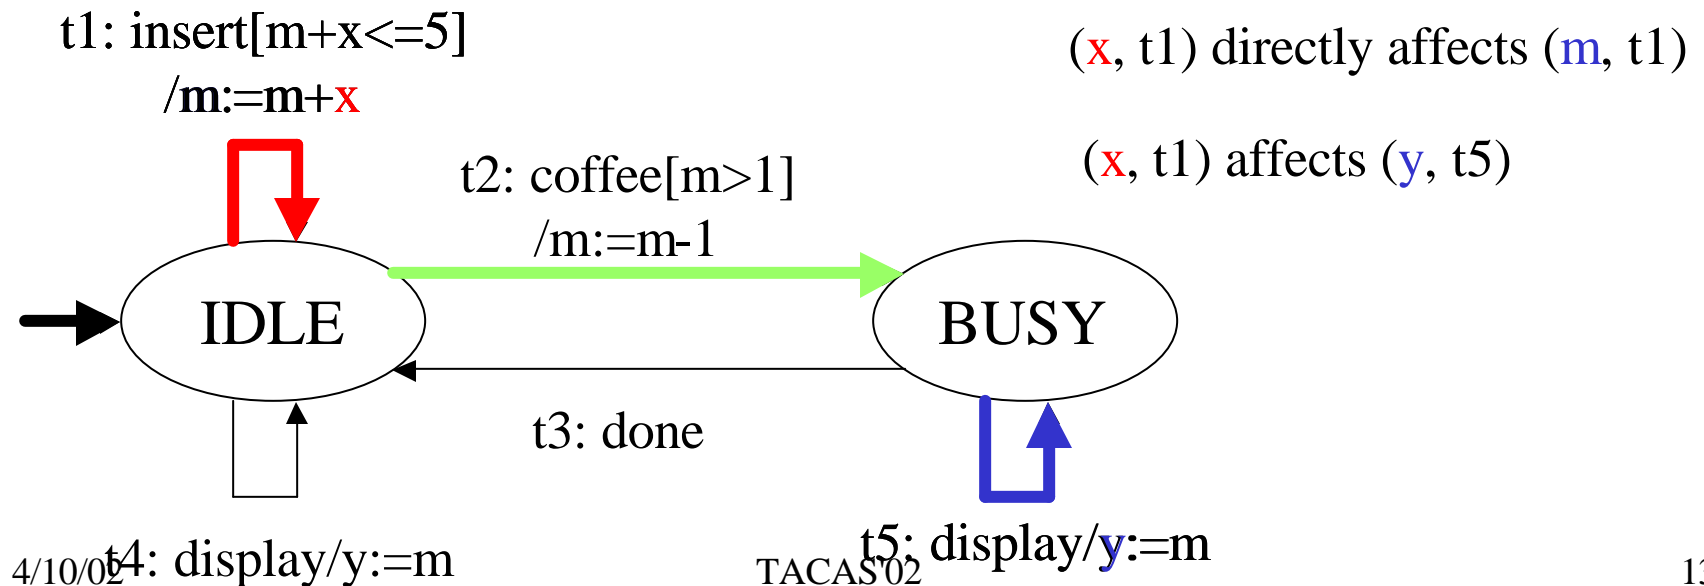 t1: insert[m+x<=5]
/m:=m+x
(x, t1) directly affects (m, t1)
(x, t1) affects (y, t5)
t2: coffee[m>1]
/m:=m-1
IDLE
BUSY
t3: done
t4: display/y:=m
t5: display/y:=m
4/10/02
TACAS'02